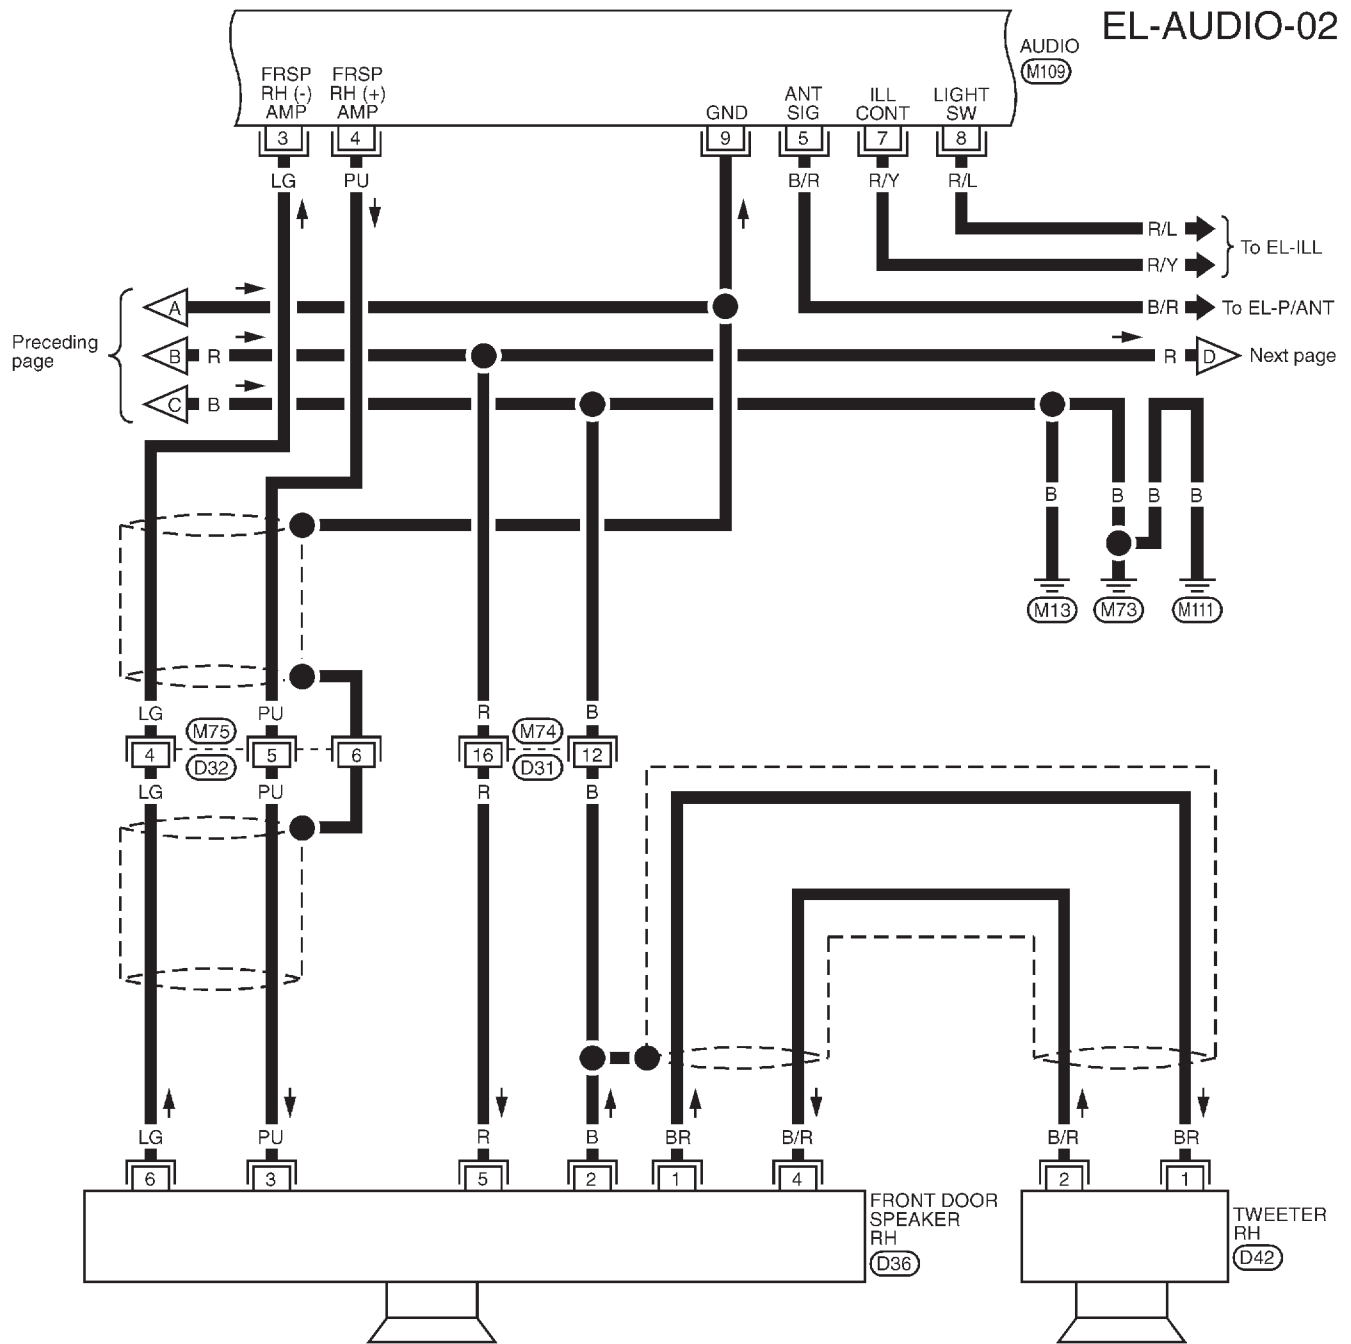 EL-AUDIO-02
AUDIO
M109
FRSP RH (-) AMP
FRSP RH (+) AMP
GND
ANT SIG
ILL CONT
LIGHT SW
3
4
9
5
7
8
LG
PU
B/R
R/Y
R/L
R/L
To EL-ILL
R/Y
A
B/R
To EL-P/ANT
Preceding page
B
R
R
D
Next page
C
B
B
B
B
B
M13
M73
M111
LG
PU
R
B
M75
M74
4
5
6
16
12
D32
D31
LG
PU
R
B
LG
PU
R
B
BR
B/R
B/R
BR
6
3
5
2
1
4
2
1
FRONT DOOR
SPEAKER
RH
D36
TWEETER
RH
D42